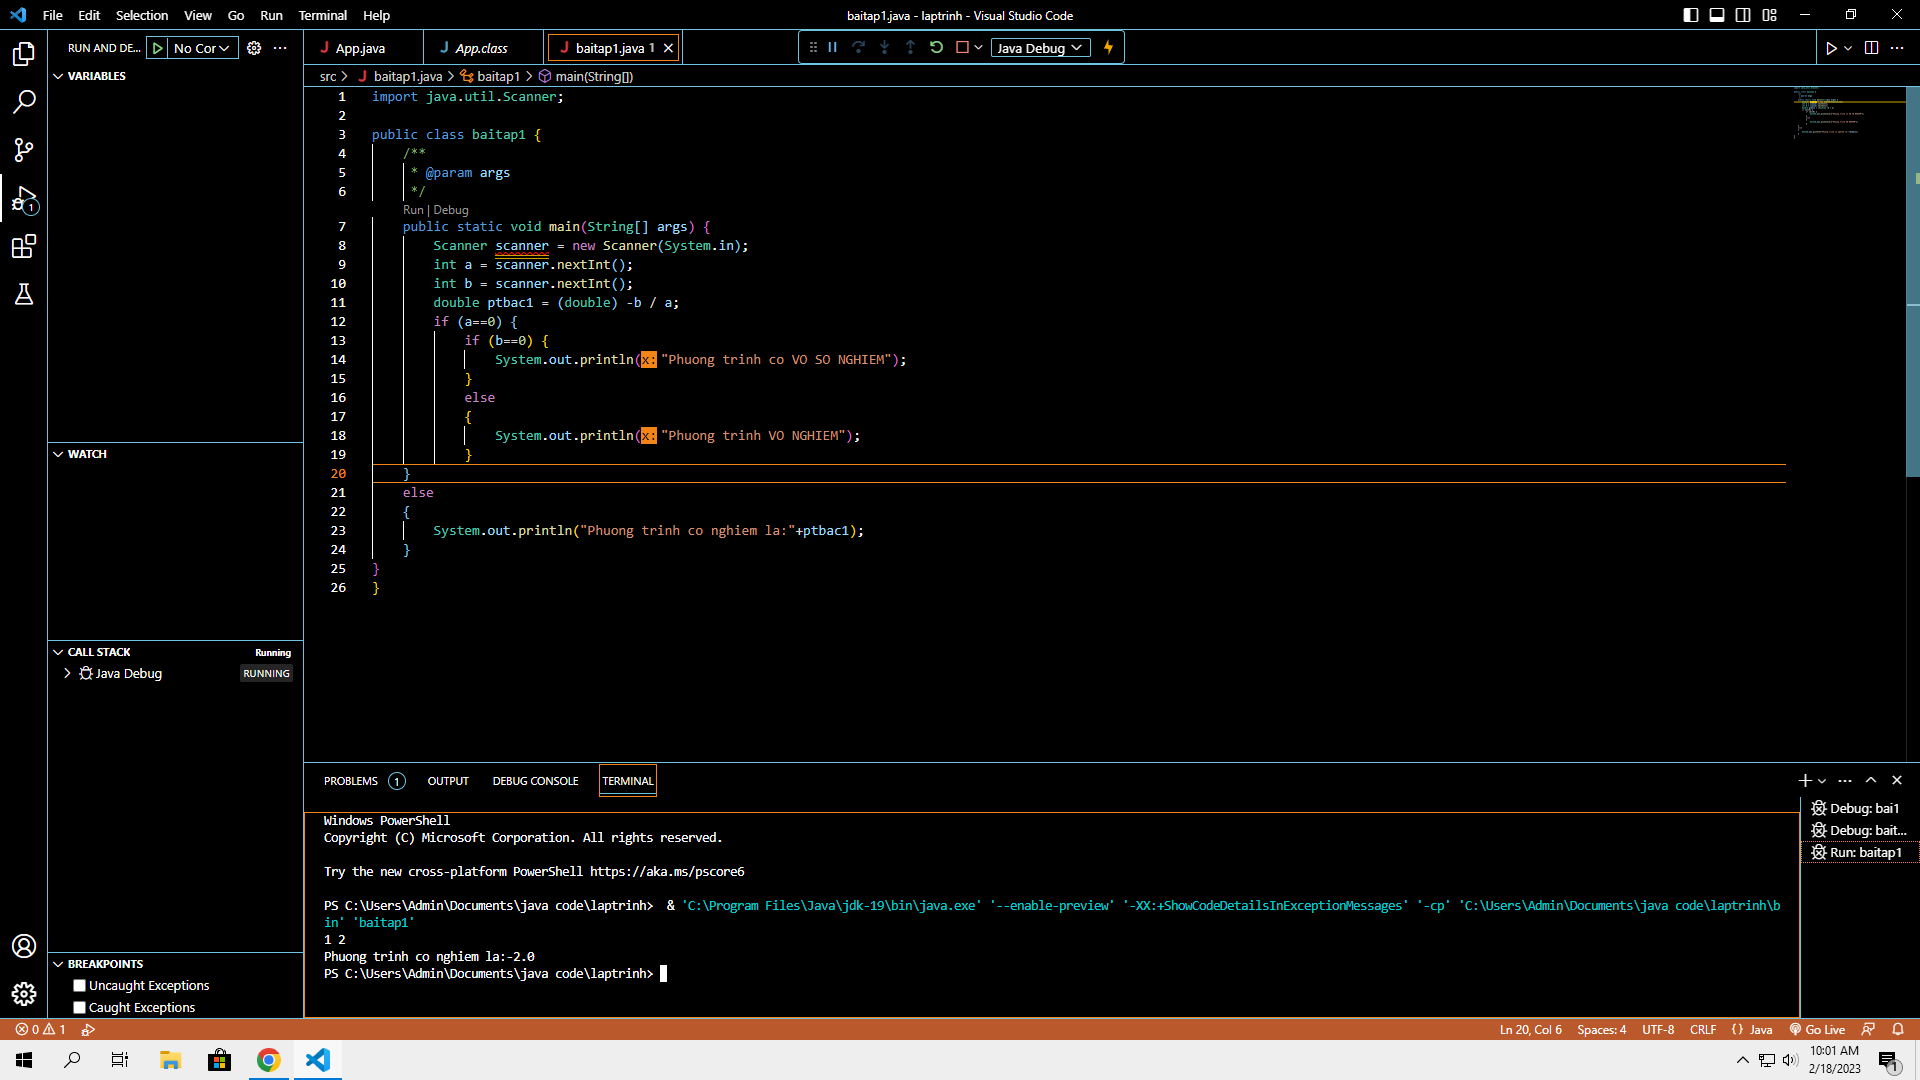 File Edit Selection View Go Run Terminal Help
baitap1.java - laptrinh - Visual Studio Code
RUN AND DE... No Cor
App.java
App.class
baitap1.java 1
Java Debug
VARIABLES
src > baitap1.java > baitap1 > main(String[])
1 import java.util.Scanner;
2
3 public class baitap1 {
4 /**
5 * @param args
6 */
Run | Debug
7 public static void main(String[] args) {
8 Scanner scanner = new Scanner(System.in);
9 int a = scanner.nextInt();
10 int b = scanner.nextInt();
11 double ptbac1 = (double) -b / a;
12 if (a==0) {
13 if (b==0) {
14 System.out.println(x: "Phuong trinh co VO SO NGHIEM");
15 }
16 else
17 {
18 System.out.println(x: "Phuong trinh VO NGHIEM");
19 }
20 }
21 else
22 {
23 System.out.println("Phuong trinh co nghiem la:"+ptbac1);
24 }
25 }
26 }
WATCH
CALL STACK Running
Java Debug RUNNING
BREAKPOINTS
Uncaught Exceptions
Caught Exceptions
PROBLEMS 1 OUTPUT DEBUG CONSOLE TERMINAL
Windows PowerShell
Copyright (C) Microsoft Corporation. All rights reserved.
Try the new cross-platform PowerShell https://aka.ms/pscore6
PS C:\Users\Admin\Documents\java code\laptrinh>  & 'C:\Program Files\Java\jdk-19\bin\java.exe' '--enable-preview' '-XX:+ShowCodeDetailsInExceptionMessages' '-cp' 'C:\Users\Admin\Documents\java code\laptrinh\b
in' 'baitap1'
1 2
Phuong trinh co nghiem la:-2.0
PS C:\Users\Admin\Documents\java code\laptrinh>
Debug: bai1
Debug: bait...
Run: baitap1
0 1
Ln 20, Col 6 Spaces: 4 UTF-8 CRLF {} Java Go Live
10:01 AM
2/18/2023
1
1